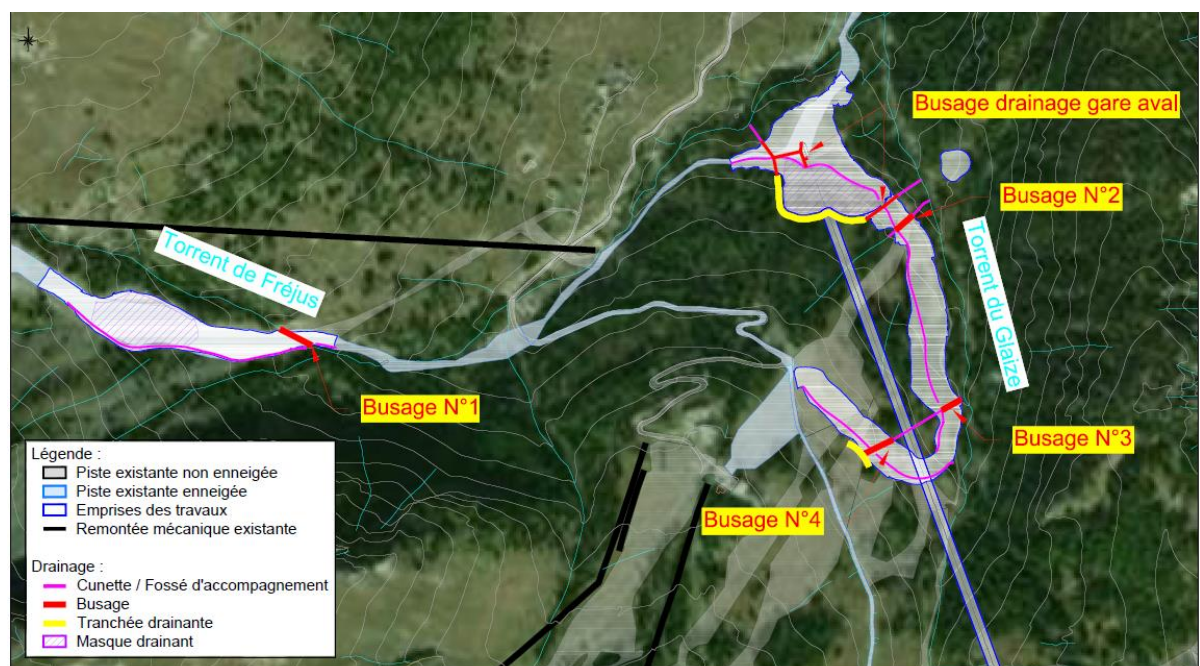 Busage drainage gare aval
Busage N°2
Torrent de Fréjus
Torrent du Glaize
Busage N°1
Busage N°3
Busage N°4
Légende :
Piste existante non enneigée
Piste existante enneigée
Emprises des travaux
Remontée mécanique existante
Drainage :
Cunette / Fossé d'accompagnement
Busage
Tranchée drainante
Masque drainant